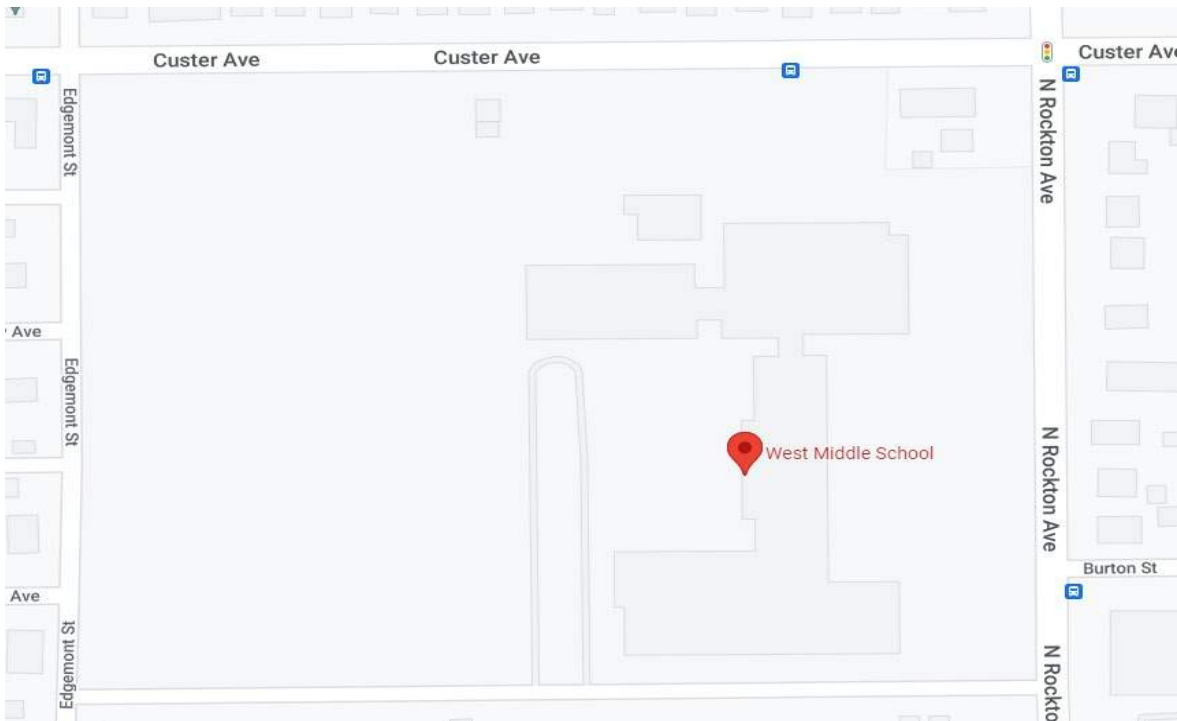 Custer Ave
Custer Ave
Custer Ave
Edgemont St
N Rockton Ave
Ave
Edgemont St
West Middle School
N Rockton Ave
Burton St
Ave
Edgemont St
N Rockto